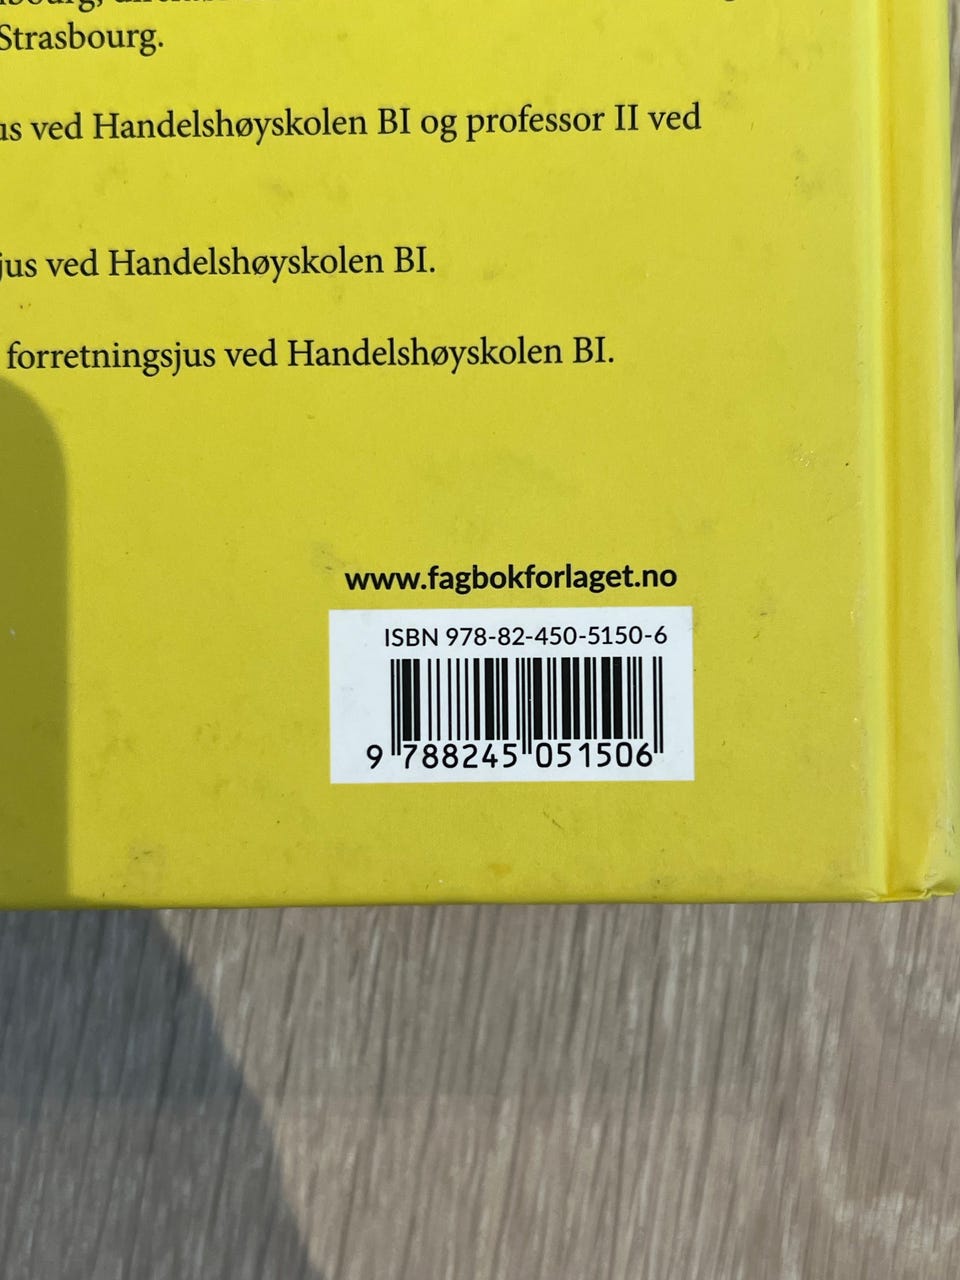 Strasbourg.
ved Handelshøyskolen BI og professor II ved
jus ved Handelshøyskolen BI.
forretningsjus ved Handelshøyskolen BI.
www.fagbokforlaget.no
ISBN 978-82-450-5150-6
9 788245 051506